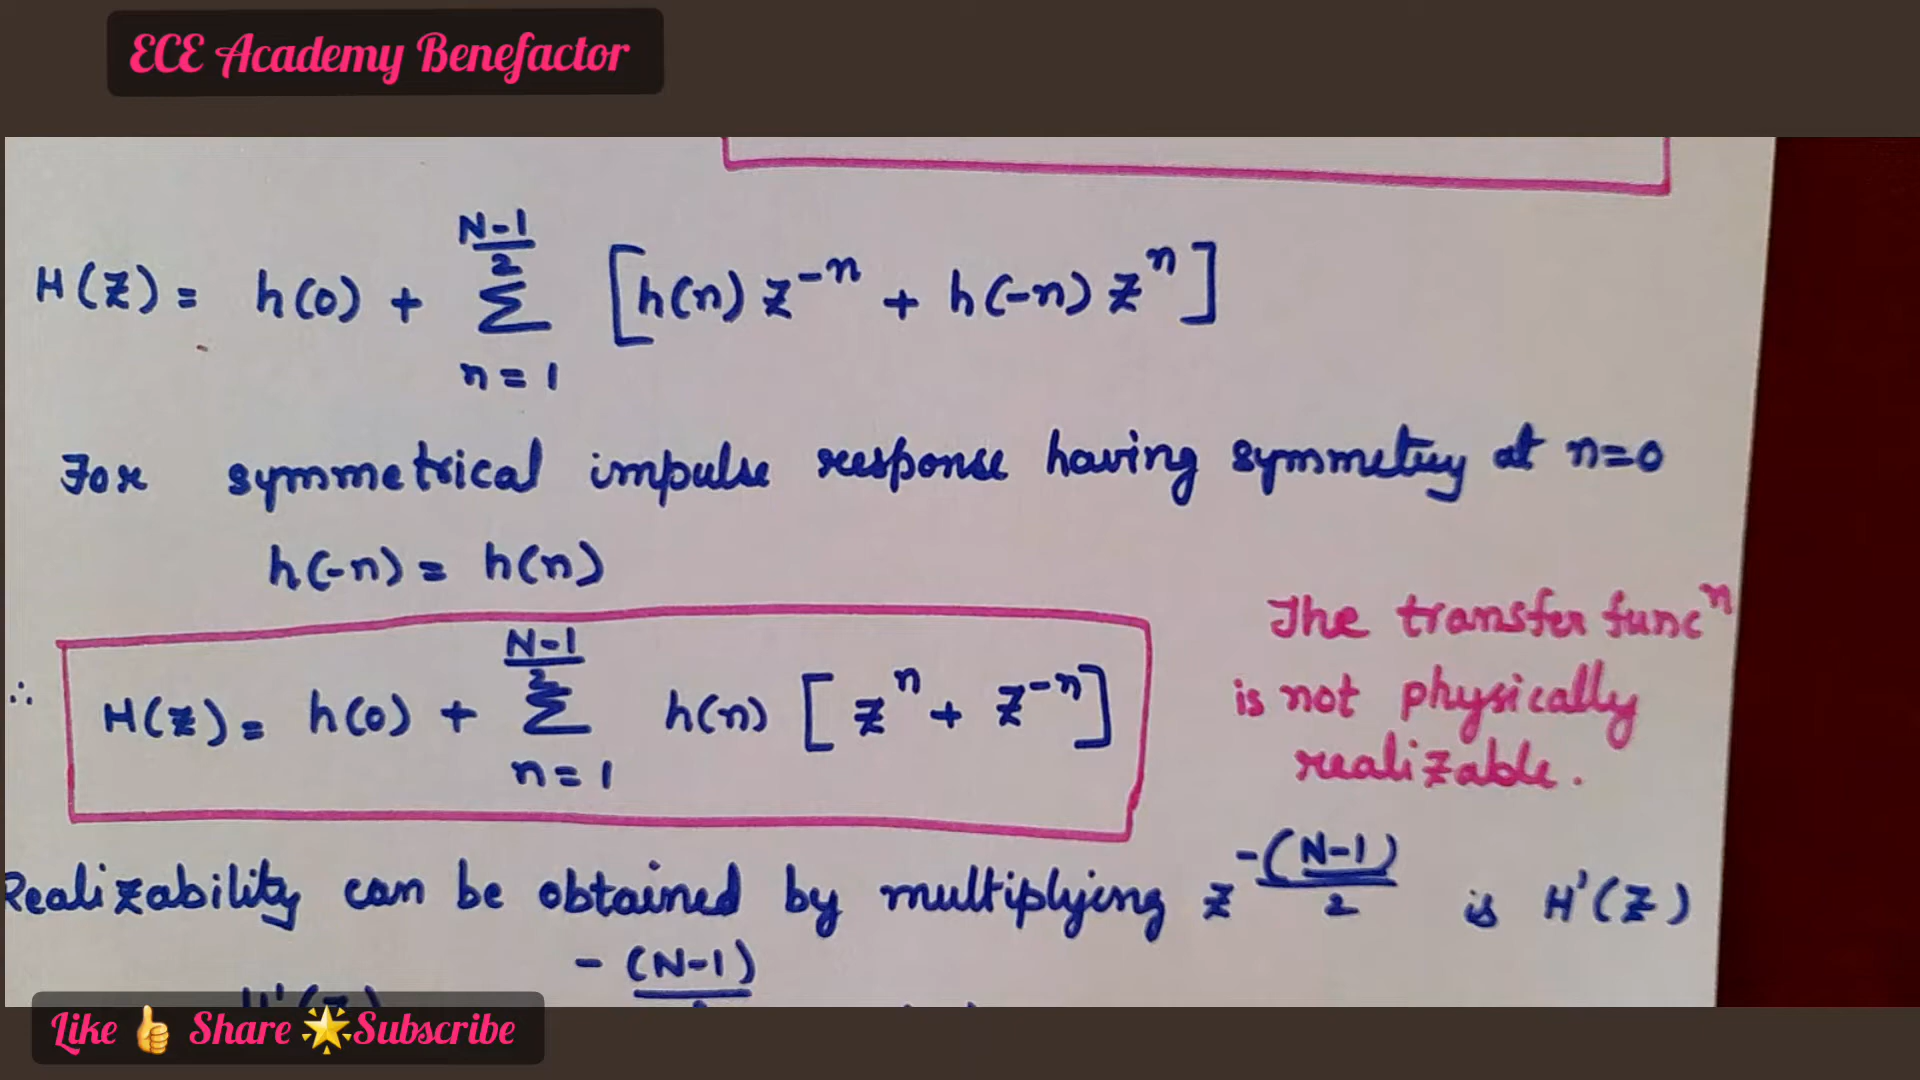 ECE Academy Benefactor
H(z) = h(0) + Σ_{n=1}^{N-1/2} [h(n) z^{-n} + h(-n) z^{n}]
For symmetrical impulse response having symmetry at n=0
h(-n) = h(n)
∴ H(z) = h(0) + Σ_{n=1}^{N-1/2} h(n) [z^{n} + z^{-n}]
The transfer func^{n}
is not physically
realizable.
Realizability can be obtained by multiplying z^{-(N-1)/2} is H'(z)
H'(z) -(N-1)
Like 👍 Share 🌟Subscribe